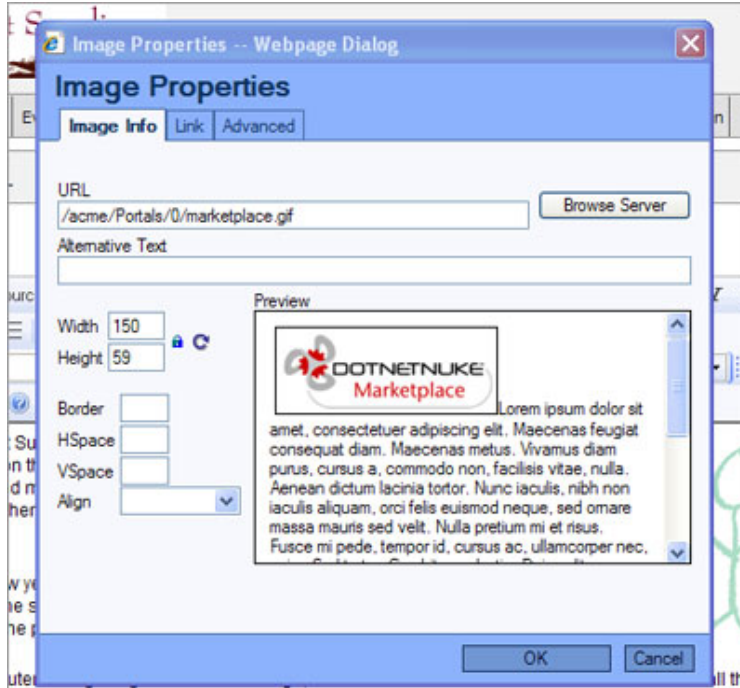 Image Properties -- Webpage Dialog
Image Properties
Image Info Link Advanced
URL
/acme/Portals/0/marketplace.gif
Browse Server
Alternative Text
Width 150
Height 59
Border
HSpace
VSpace
Align
Preview
DOTNETNUKE
Marketplace
Lorem ipsum dolor sit
amet, consectetuer adipiscing elit. Maecenas feugiat
consequat diam. Maecenas metus. Vivamus diam
purus, cursus a, commodo non, facilisis vitae, nulla.
Aenean dictum lacinia tortor. Nunc iaculis, nibh non
iaculis aliquam, orci felis euismod neque, sed ornare
massa mauris sed velit. Nulla pretium mi et risus.
Fusce mi pede, tempor id, cursus ac, ullamcorper nec,
OK Cancel